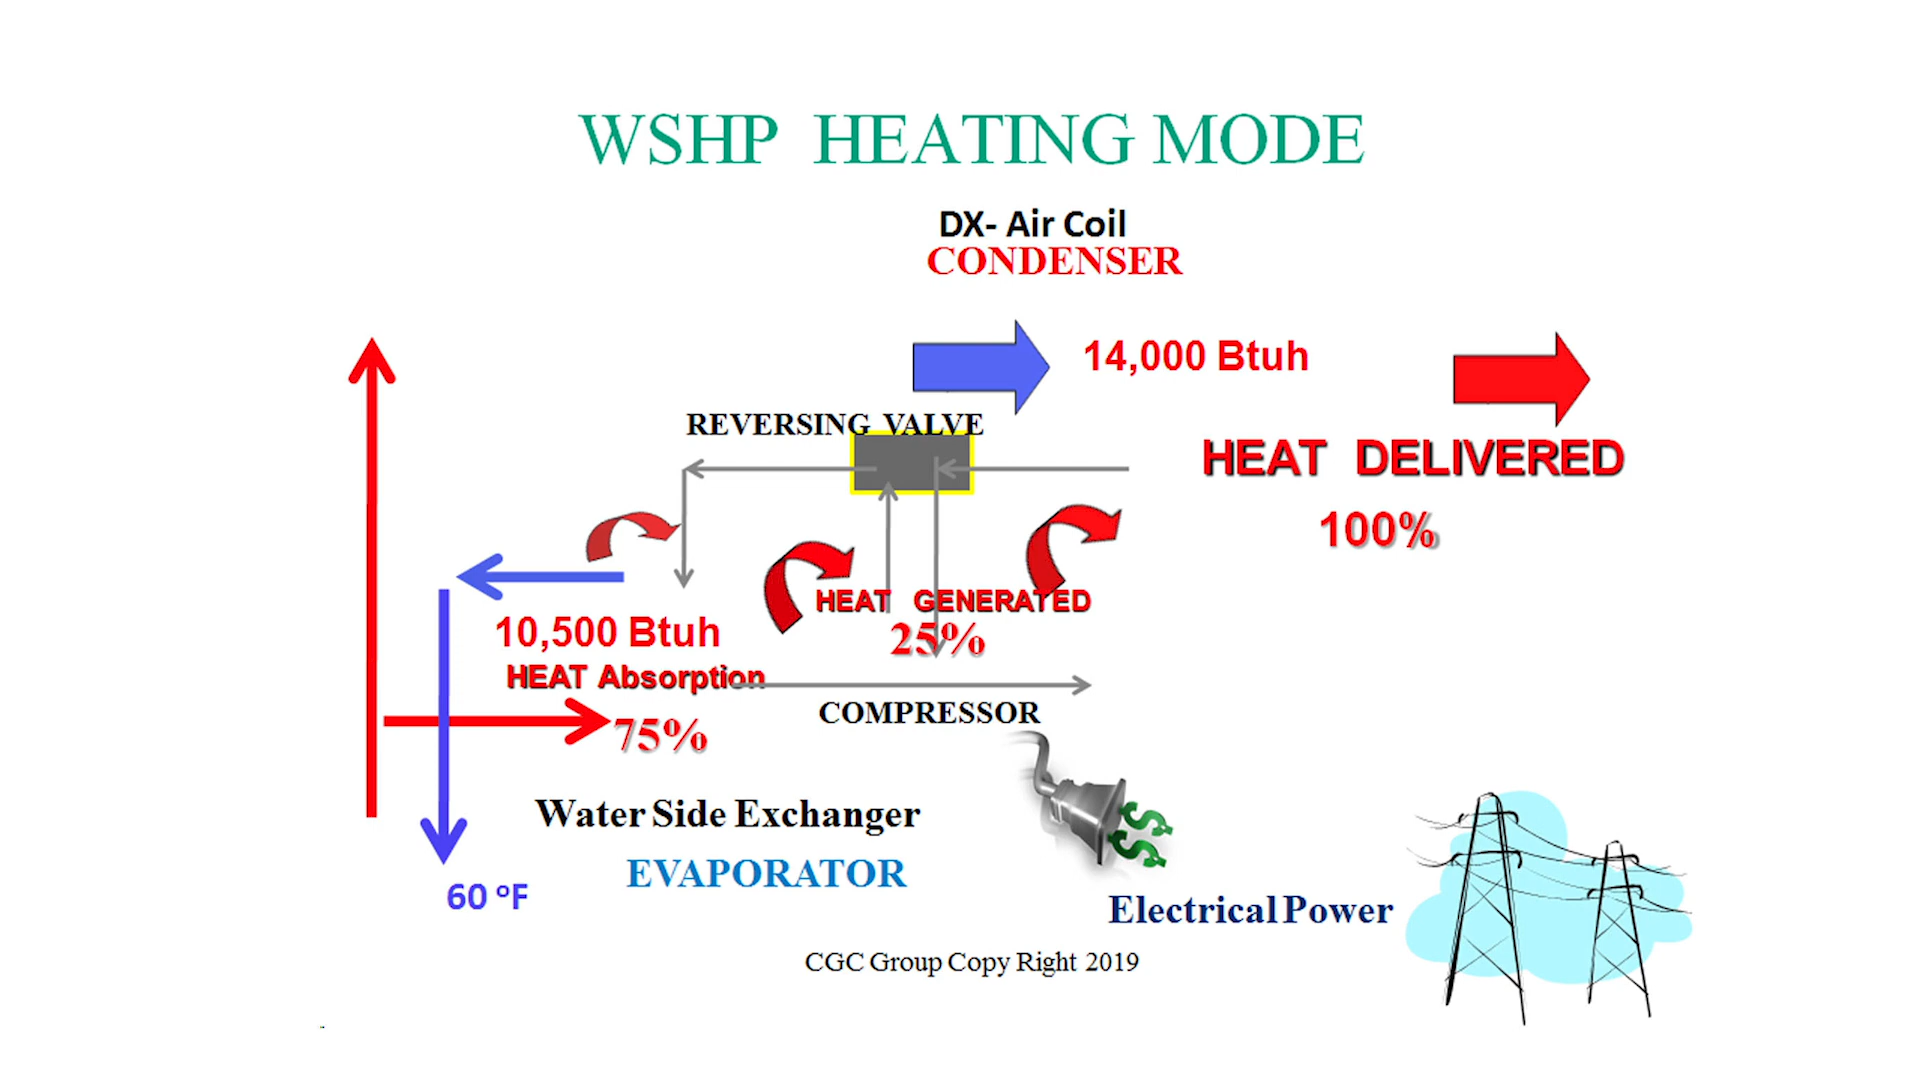 WSHP HEATING MODE
DX- Air Coil
CONDENSER
14,000 Btuh
REVERSING VALVE
HEAT DELIVERED
100%
HEAT GENERATED
25%
10,500 Btuh
HEAT Absorption
75%
COMPRESSOR
Water Side Exchanger
EVAPORATOR
60 °F
$
$
Electrical Power
CGC Group Copy Right 2019